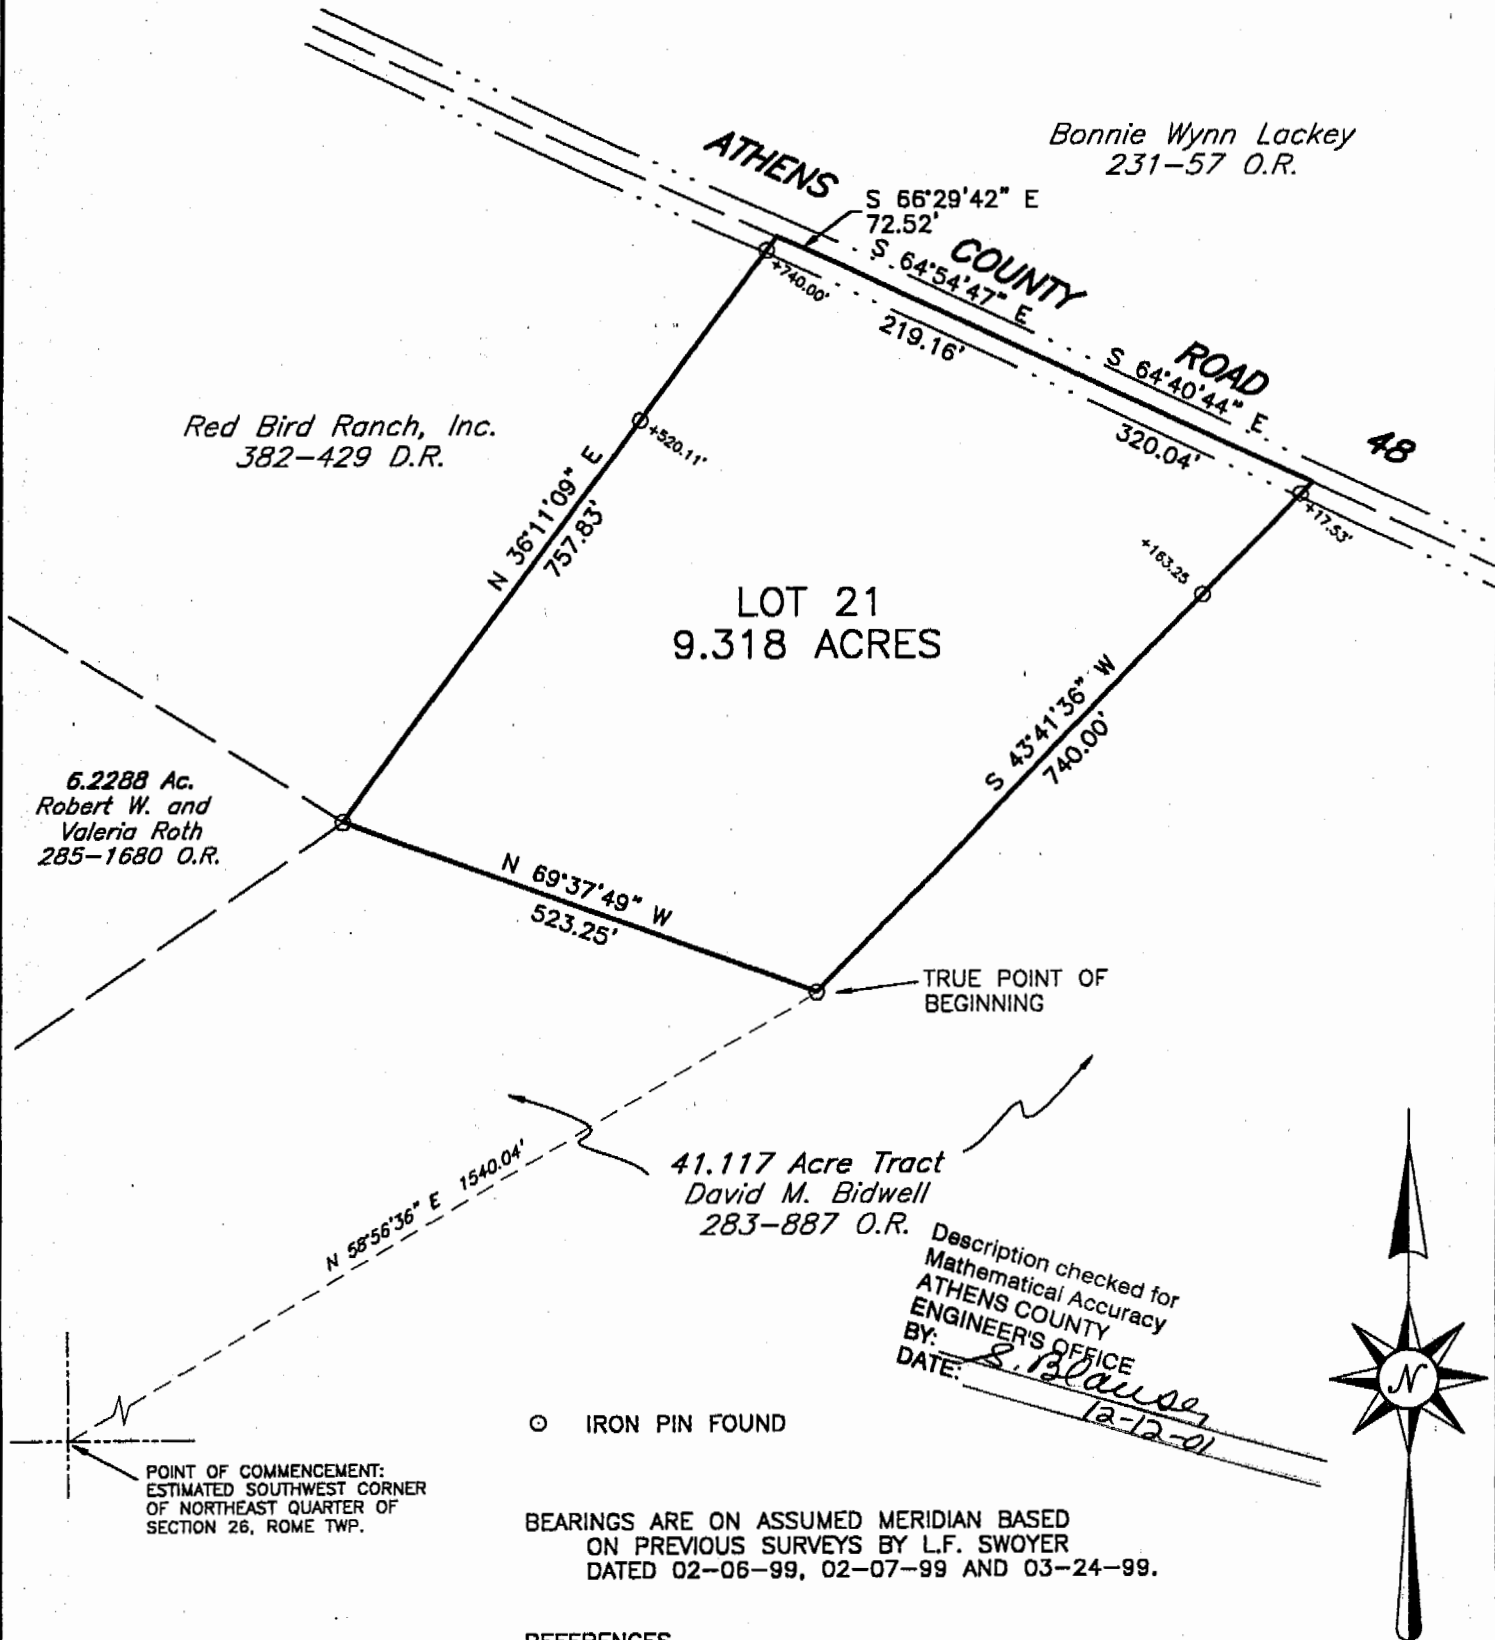 Bonnie Wynn Lackey
231-57 O.R.
ATHENS COUNTY ROAD 48
S 66°29'42" E
72.52'
S 64°54'47" E
219.16'
S 64°40'44" E
320.04'
+740.00'
+520.11'
+17.53'
+163.25
Red Bird Ranch, Inc.
382-429 D.R.
N 36°11'09" E
757.83'
LOT 21
9.318 ACRES
S 43°41'36" W
740.00'
6.2288 Ac.
Robert W. and
Valeria Roth
285-1680 O.R.
N 69°37'49" W
523.25'
TRUE POINT OF
BEGINNING
N 58°56'36" E 1540.04'
41.117 Acre Tract
David M. Bidwell
283-887 O.R.
Description checked for
Mathematical Accuracy
ATHENS COUNTY
ENGINEER'S OFFICE
BY: S.
DATE: 12-12-01
N
IRON PIN FOUND
POINT OF COMMENCEMENT:
ESTIMATED SOUTHWEST CORNER
OF NORTHEAST QUARTER OF
SECTION 26, ROME TWP.
BEARINGS ARE ON ASSUMED MERIDIAN BASED
ON PREVIOUS SURVEYS BY L.F. SWOYER
DATED 02-06-99, 02-07-99 AND 03-24-99.
REFERENCES